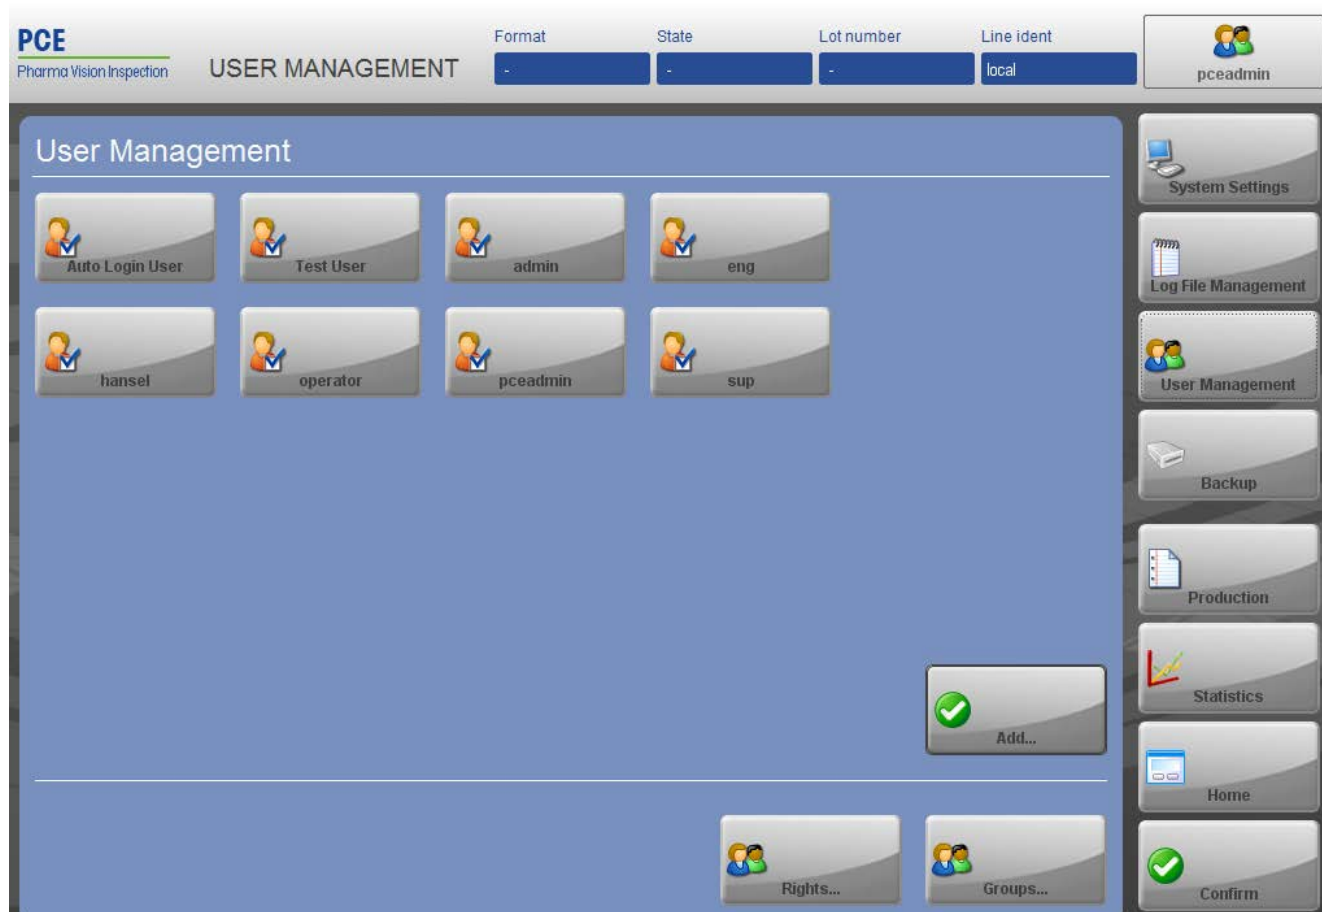 PCE
Pharma Vision Inspection
USER MANAGEMENT
Format
State
Lot number
Line ident
-
-
-
local
pceadmin
User Management
Auto Login User
Test User
admin
eng
hansel
operator
pceadmin
sup
Add...
Rights...
Groups...
System Settings
Log File Management
User Management
Backup
Production
Statistics
Home
Confirm